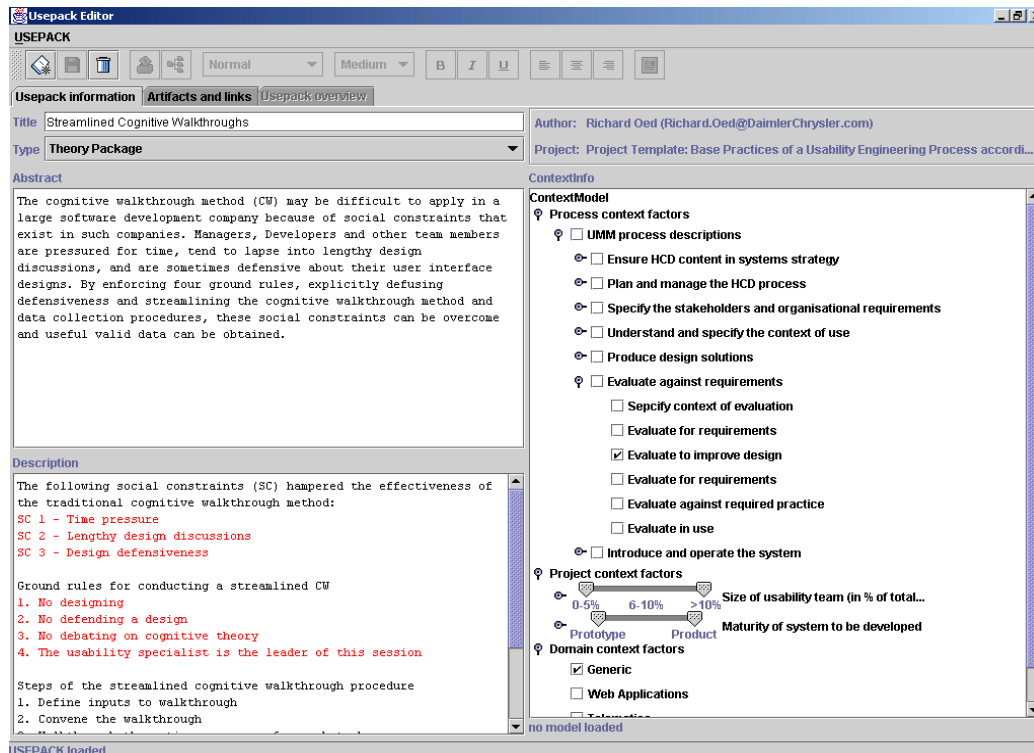 Usepack Editor
USEPACK
Normal Medium B I U
Usepack information Artifacts and links Usepack overview
Title Streamlined Cognitive Walkthroughs
Type Theory Package
Author: Richard Oed (Richard.Oed@DaimlerChrysler.com)
Project: Project Template: Base Practices of a Usability Engineering Process accordi...
Abstract
The cognitive walkthrough method (CW) may be difficult to apply in a
large software development company because of social constraints that
exist in such companies. Managers, Developers and other team members
are pressured for time, tend to lapse into lengthy design
discussions, and are sometimes defensive about their user interface
designs. By enforcing four ground rules, explicitly defusing
defensiveness and streamlining the cognitive walkthrough method and
data collection procedures, these social constraints can be overcome
and useful valid data can be obtained.
Description
The following social constraints (SC) hampered the effectiveness of
the traditional cognitive walkthrough method:
SC 1 - Time pressure
SC 2 - Lengthy design discussions
SC 3 - Design defensiveness
Ground rules for conducting a streamlined CW
1. No designing
2. No defending a design
3. No debating on cognitive theory
4. The usability specialist is the leader of this session
Steps of the streamlined cognitive walkthrough procedure
1. Define inputs to walkthrough
2. Convene the walkthrough
ContextInfo
ContextModel
Process context factors
UMM process descriptions
Ensure HCD content in systems strategy
Plan and manage the HCD process
Specify the stakeholders and organisational requirements
Understand and specify the context of use
Produce design solutions
Evaluate against requirements
Sepcify context of evaluation
Evaluate for requirements
Evaluate to improve design
Evaluate for requirements
Evaluate against required practice
Evaluate in use
Introduce and operate the system
Project context factors
0-5% 6-10% >10% Size of usability team (in % of total...
Prototype Product Maturity of system to be developed
Domain context factors
Generic
Web Applications
Telematics
no model loaded
USEPACK loaded